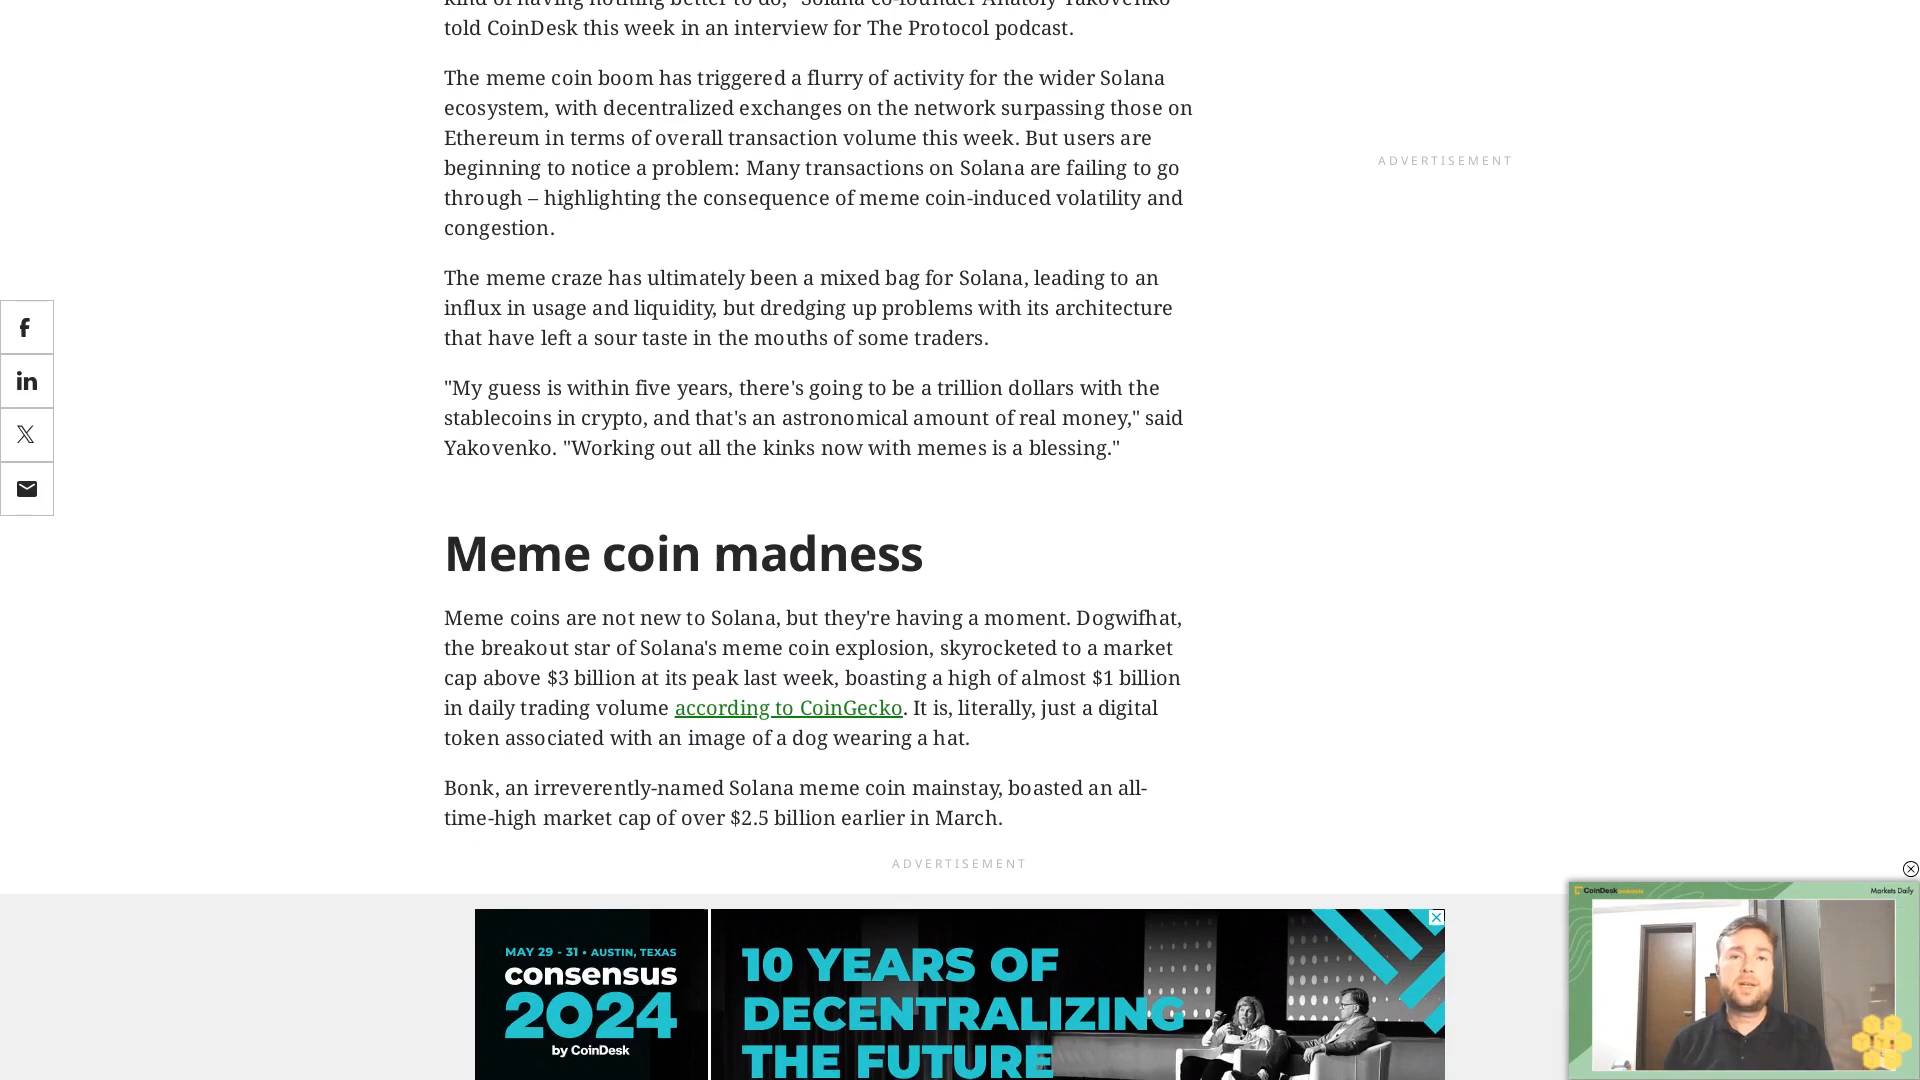 kind of having nothing better to do," Solana co-founder Anatoly Yakovenko
told CoinDesk this week in an interview for The Protocol podcast.
The meme coin boom has triggered a flurry of activity for the wider Solana
ecosystem, with decentralized exchanges on the network surpassing those on
Ethereum in terms of overall transaction volume this week. But users are
beginning to notice a problem: Many transactions on Solana are failing to go
through – highlighting the consequence of meme coin-induced volatility and
congestion.
ADVERTISEMENT
The meme craze has ultimately been a mixed bag for Solana, leading to an
influx in usage and liquidity, but dredging up problems with its architecture
that have left a sour taste in the mouths of some traders.
"My guess is within five years, there's going to be a trillion dollars with the
stablecoins in crypto, and that's an astronomical amount of real money," said
Yakovenko. "Working out all the kinks now with memes is a blessing."
Meme coin madness
Meme coins are not new to Solana, but they're having a moment. Dogwifhat,
the breakout star of Solana's meme coin explosion, skyrocketed to a market
cap above $3 billion at its peak last week, boasting a high of almost $1 billion
in daily trading volume according to CoinGecko. It is, literally, just a digital
token associated with an image of a dog wearing a hat.
Bonk, an irreverently-named Solana meme coin mainstay, boasted an all-
time-high market cap of over $2.5 billion earlier in March.
ADVERTISEMENT
MAY 29 - 31 • AUSTIN, TEXAS
consensus
2024
by CoinDesk
10 YEARS OF
DECENTRALIZING
THE FUTURE
CoinDesk podcasts
Markets Daily